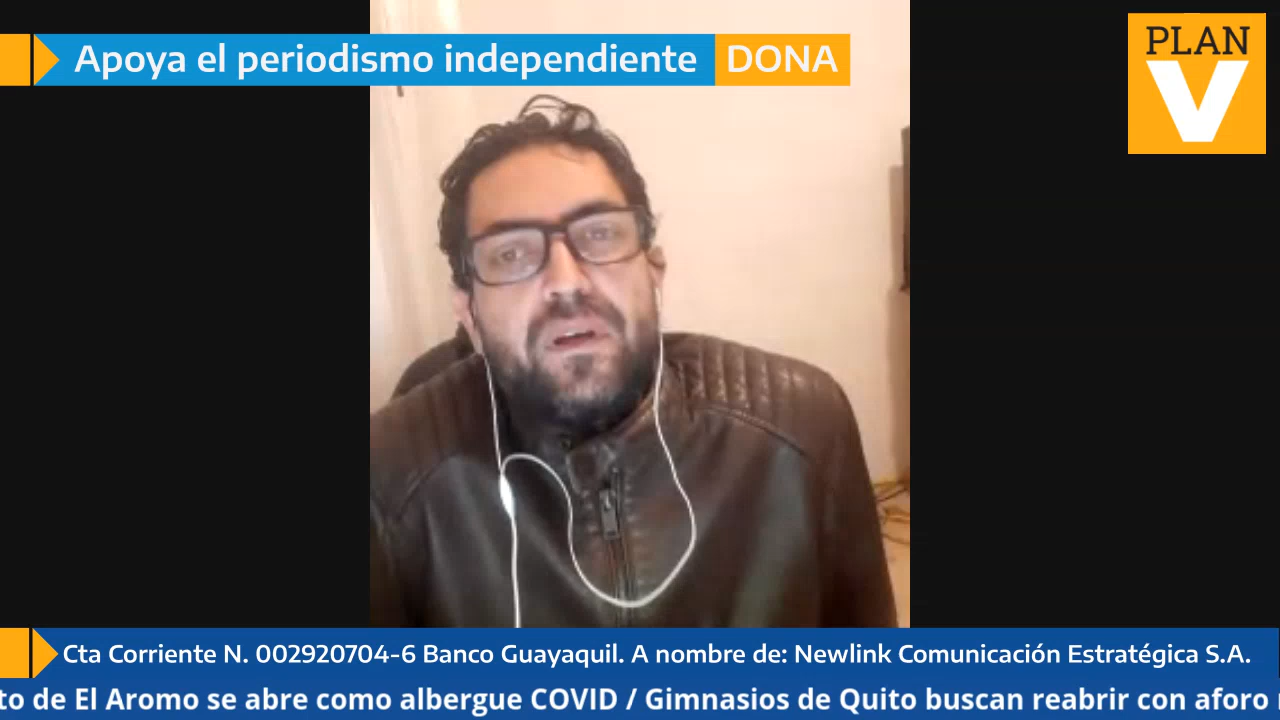 Apoya el periodismo independiente DONA
PLAN
V
Cta Corriente N. 002920704-6 Banco Guayaquil. A nombre de: Newlink Comunicación Estratégica S.A.
to de El Aromo se abre como albergue COVID / Gimnasios de Quito buscan reabrir con aforo